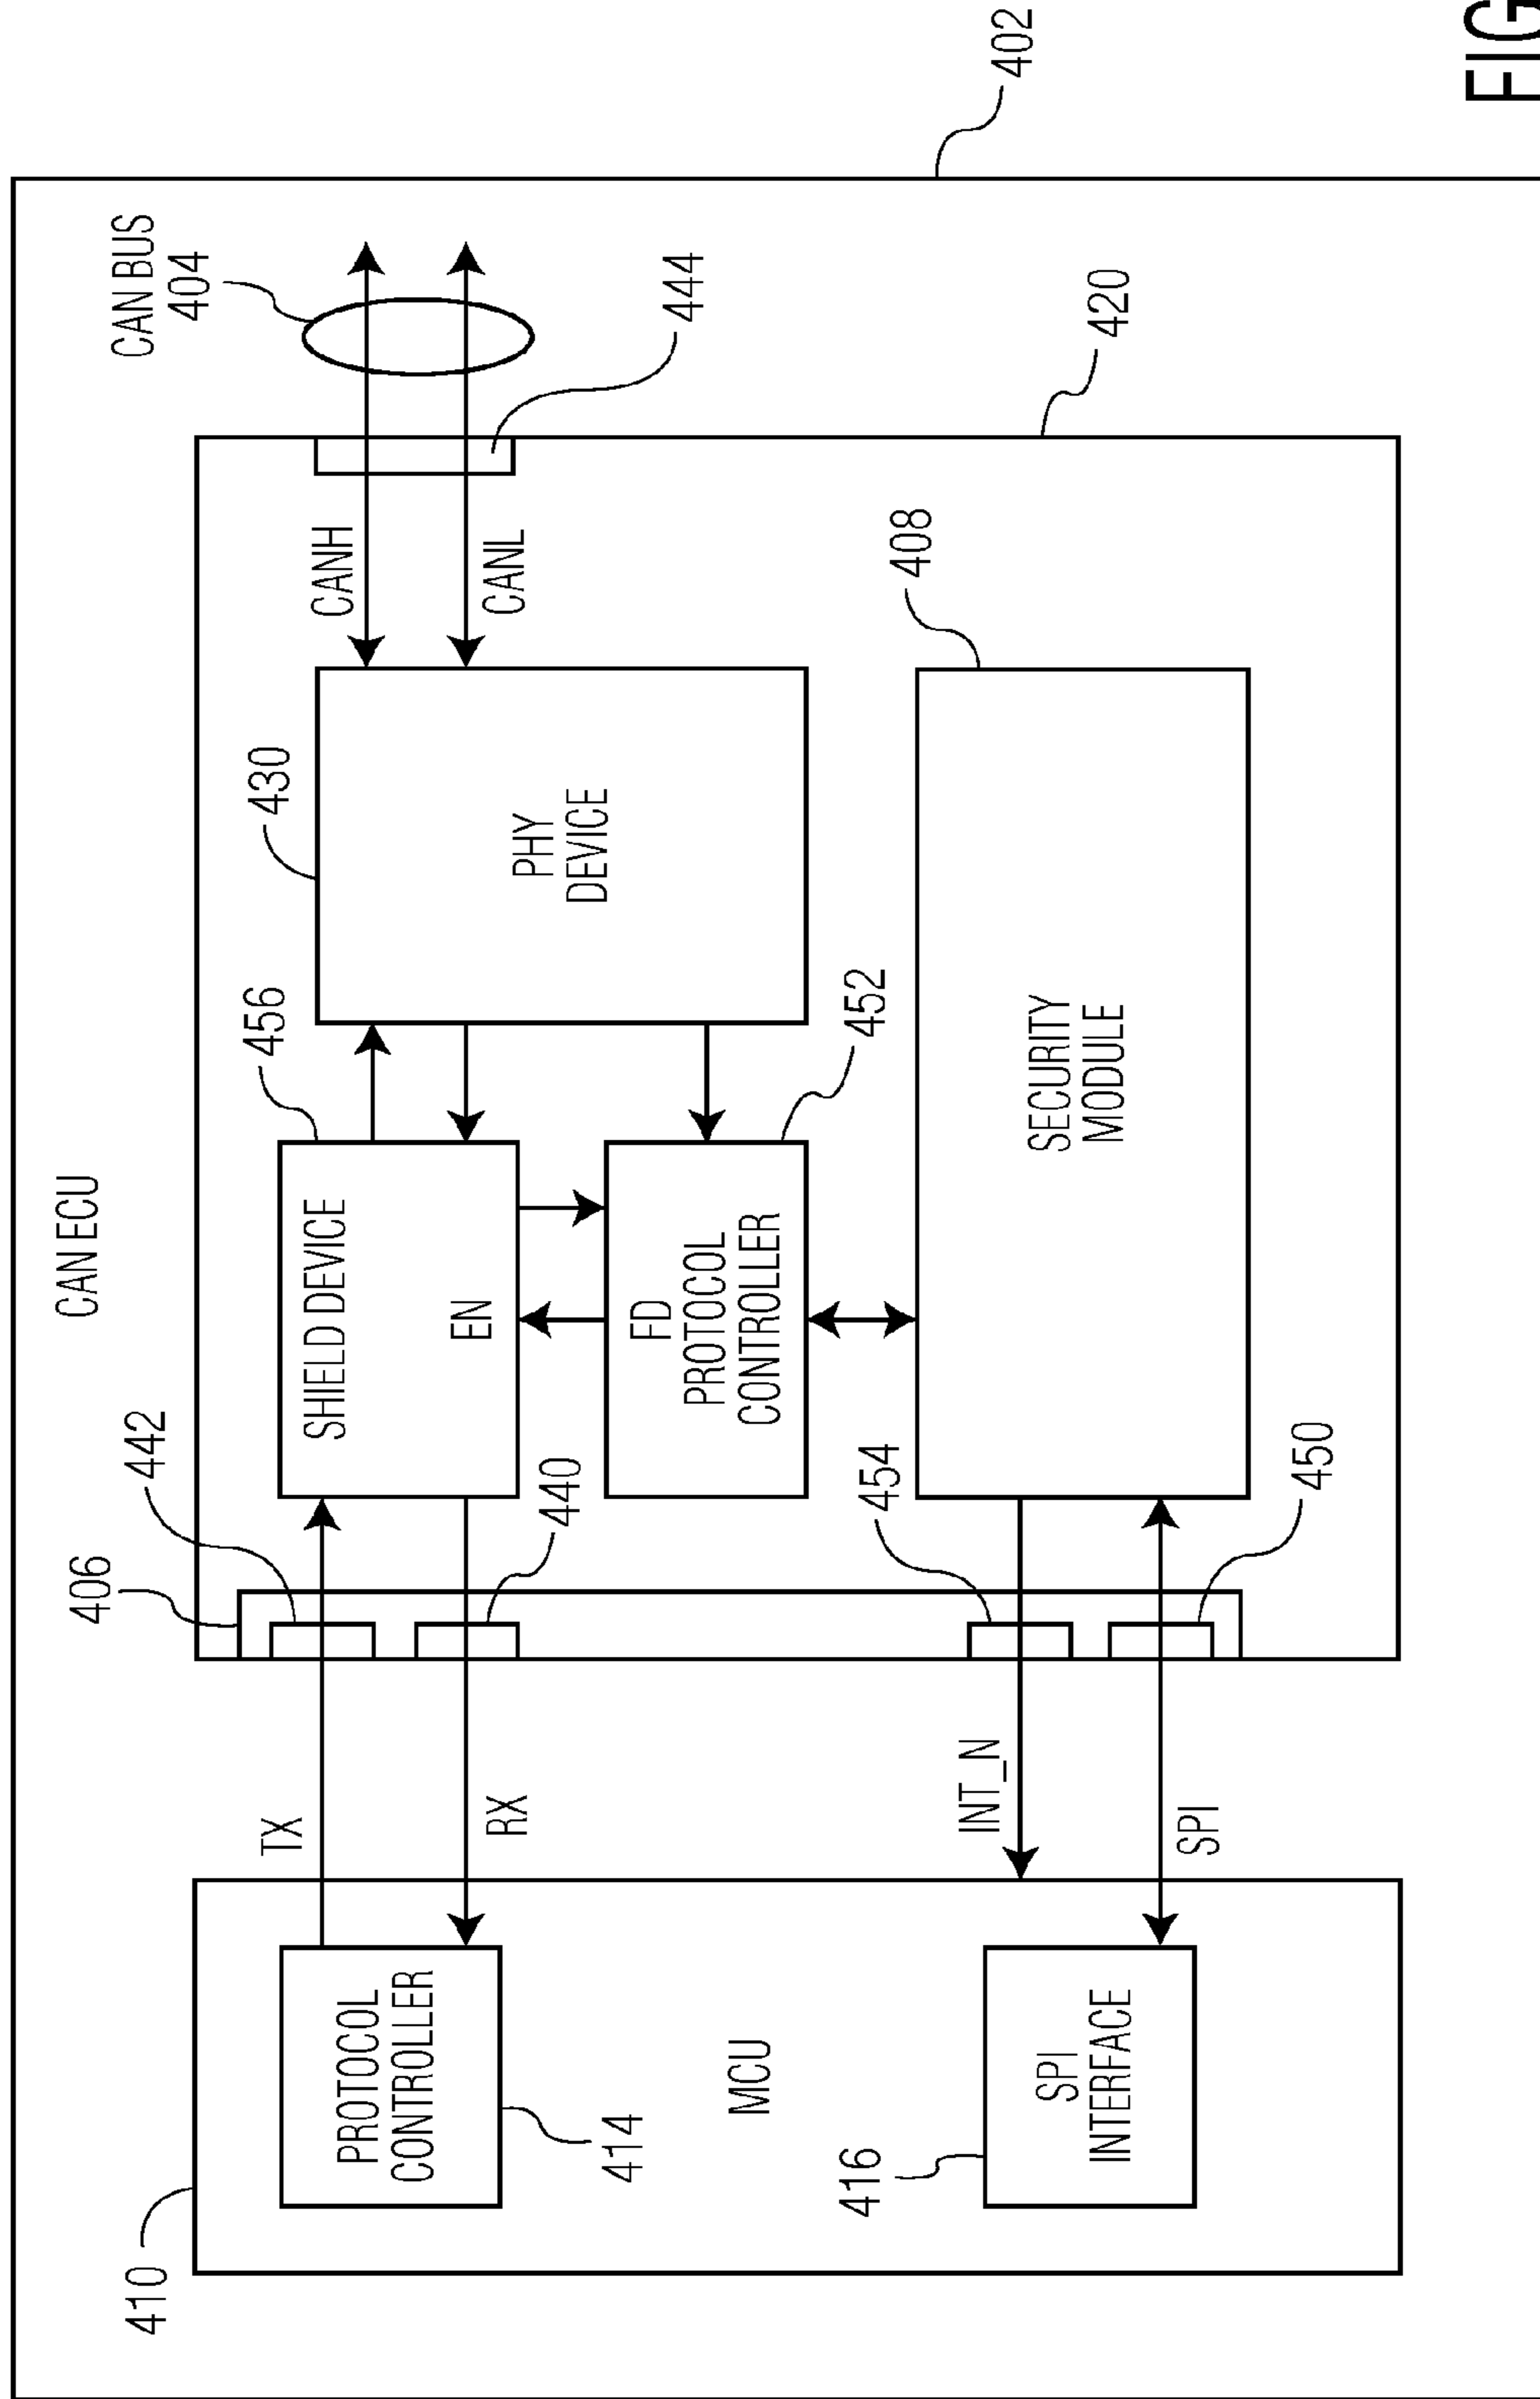 CAN ECU
CAN BUS
404
402
410
PROTOCOL
CONTROLLER
414
MCU
416
SPI
INTERFACE
TX
RX
INT_N
SPI
406
442
440
454
450
SHIELD DEVICE
EN
456
FD
PROTOCOL
CONTROLLER
452
430
PHY
DEVICE
SECURITY
MODULE
408
CANH
CANL
444
420
FIG